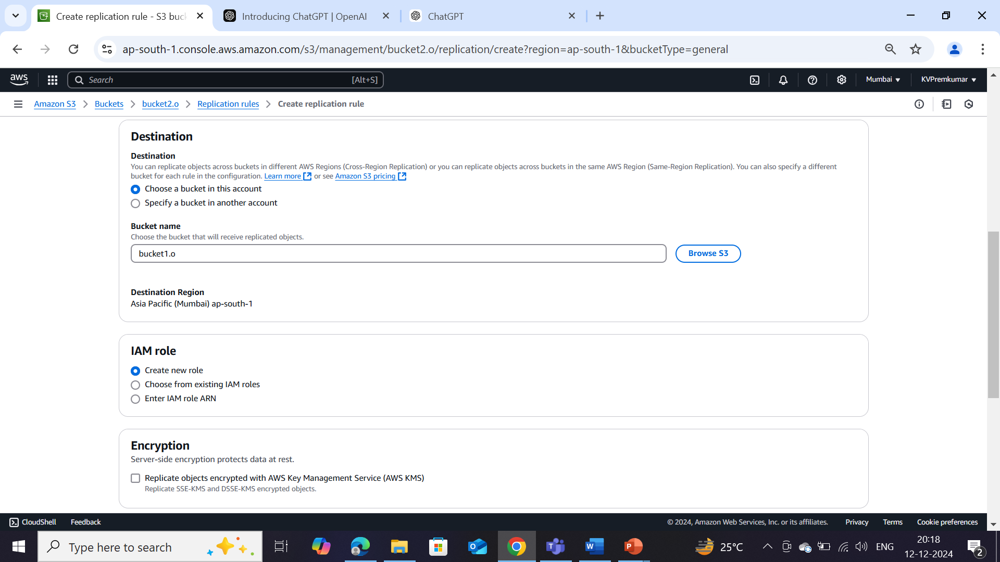 Create replication rule - S3 buc
Introducing ChatGPT | OpenAI
ChatGPT
ap-south-1.console.aws.amazon.com/s3/management/bucket2.o/replication/create?region=ap-south-1&bucketType=general
aws
Search
[Alt+S]
Mumbai
KVPremkumar
Amazon S3
Buckets
bucket2.o
Replication rules
Create replication rule
Destination
Destination
You can replicate objects across buckets in different AWS Regions (Cross-Region Replication) or you can replicate objects across buckets in the same AWS Region (Same-Region Replication). You can also specify a different
bucket for each rule in the configuration. Learn more or see Amazon S3 pricing
Choose a bucket in this account
Specify a bucket in another account
Bucket name
Choose the bucket that will receive replicated objects.
bucket1.o
Browse S3
Destination Region
Asia Pacific (Mumbai) ap-south-1
IAM role
Create new role
Choose from existing IAM roles
Enter IAM role ARN
Encryption
Server-side encryption protects data at rest.
Replicate objects encrypted with AWS Key Management Service (AWS KMS)
Replicate SSE-KMS and DSSE-KMS encrypted objects.
CloudShell
Feedback
© 2024, Amazon Web Services, Inc. or its affiliates.
Privacy
Terms
Cookie preferences
Type here to search
25°C
ENG
20:18
12-12-2024
2